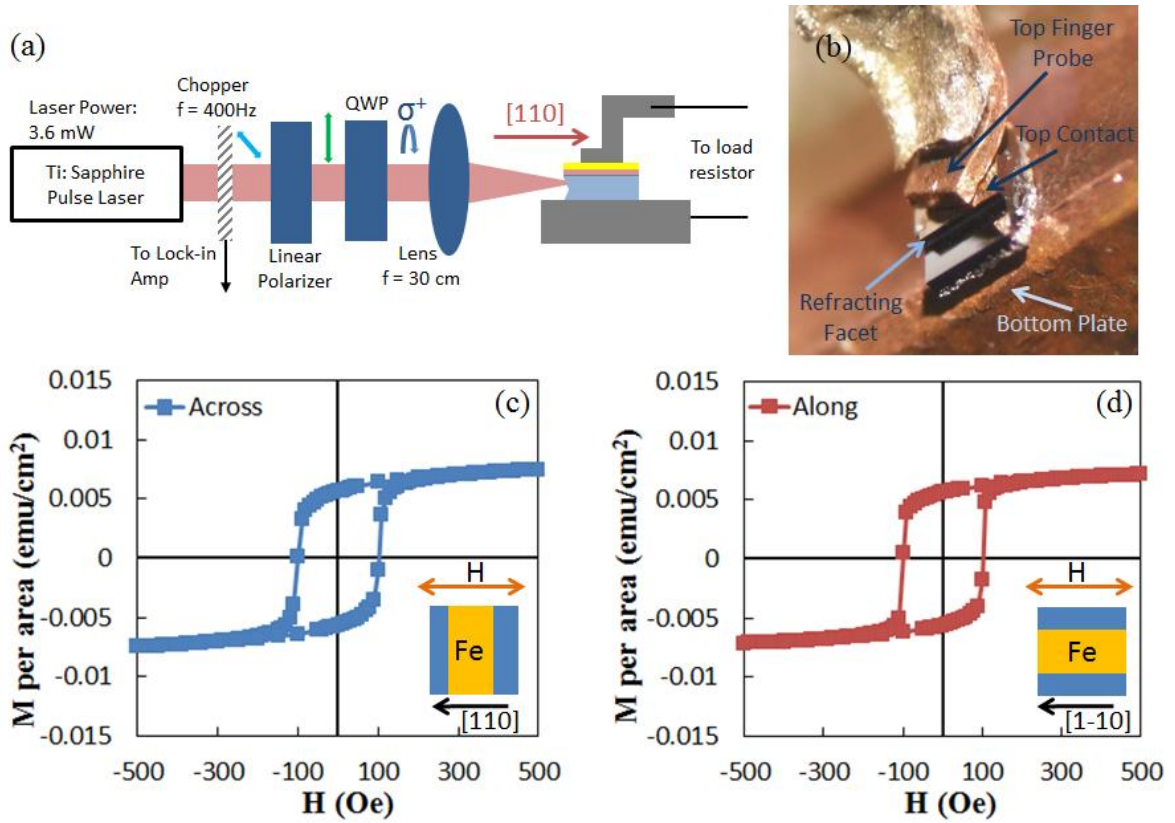 (a)
Laser Power:
3.6 mW
Chopper
f = 400Hz
QWP
σ+
[110]
To load
resistor
Ti: Sapphire
Pulse Laser
To Lock-in
Amp
Linear
Polarizer
Lens
f = 30 cm
(b)
Top Finger
Probe
Top Contact
Refracting
Facet
Bottom Plate
(c)
Across
M per area (emu/cm²)
0.015
0.01
0.005
0
-0.005
-0.01
-0.015
H
Fe
[110]
-500 -300 -100 100 300 500
H (Oe)
(d)
Along
M per area (emu/cm²)
0.015
0.01
0.005
0
-0.005
-0.01
-0.015
H
Fe
[1-10]
-500 -300 -100 100 300 500
H (Oe)